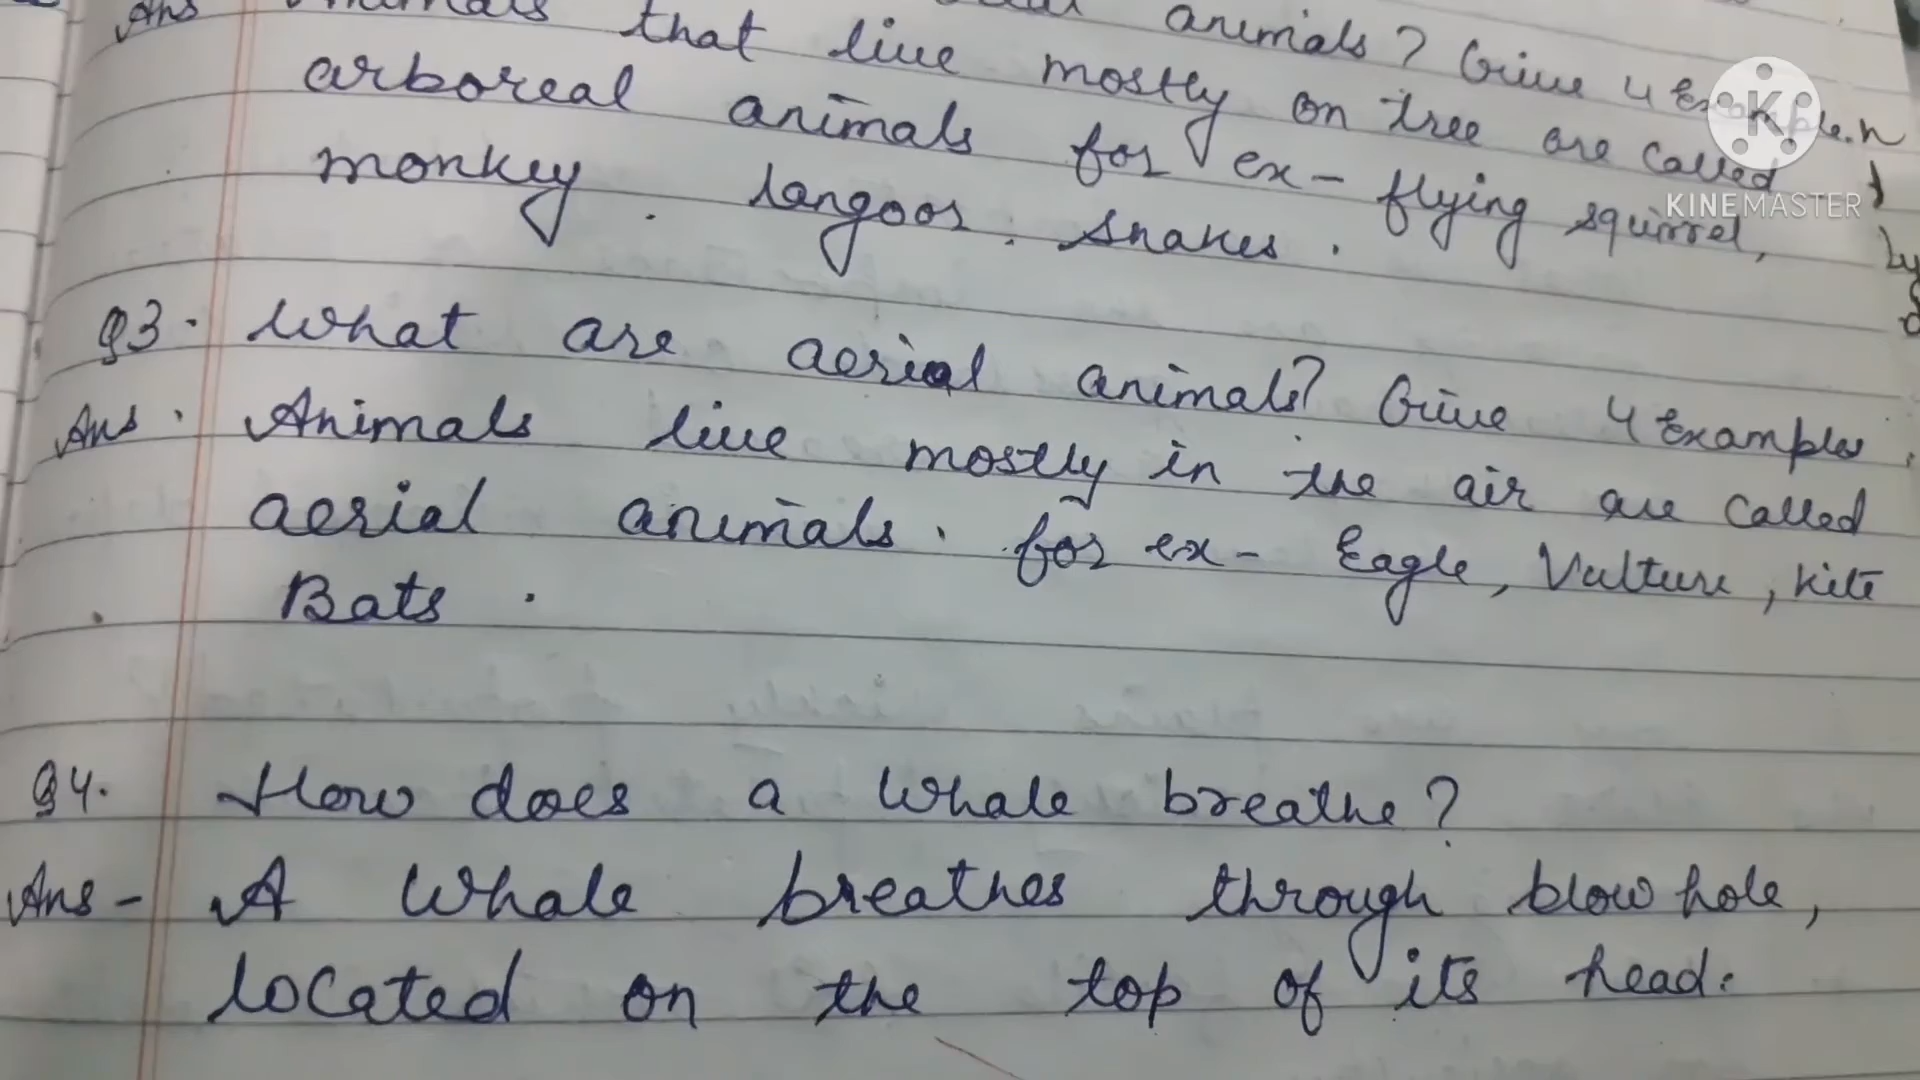 animals? Give 4 Example.
Ans Animals that live mostly on tree are called
arboreal animals for ex- flying squirrel,
monkey. langoor. snakes.
Q3. What are aerial animals? Give 4 Examples.
Ans. Animals live mostly in the air are called
aerial animals. for ex- Eagle, Vulture, kite
Bats.
Q4. How does a whale breathe?
Ans- A Whale breathes through blow hole,
located on the top of its head.
K
KINEMASTER